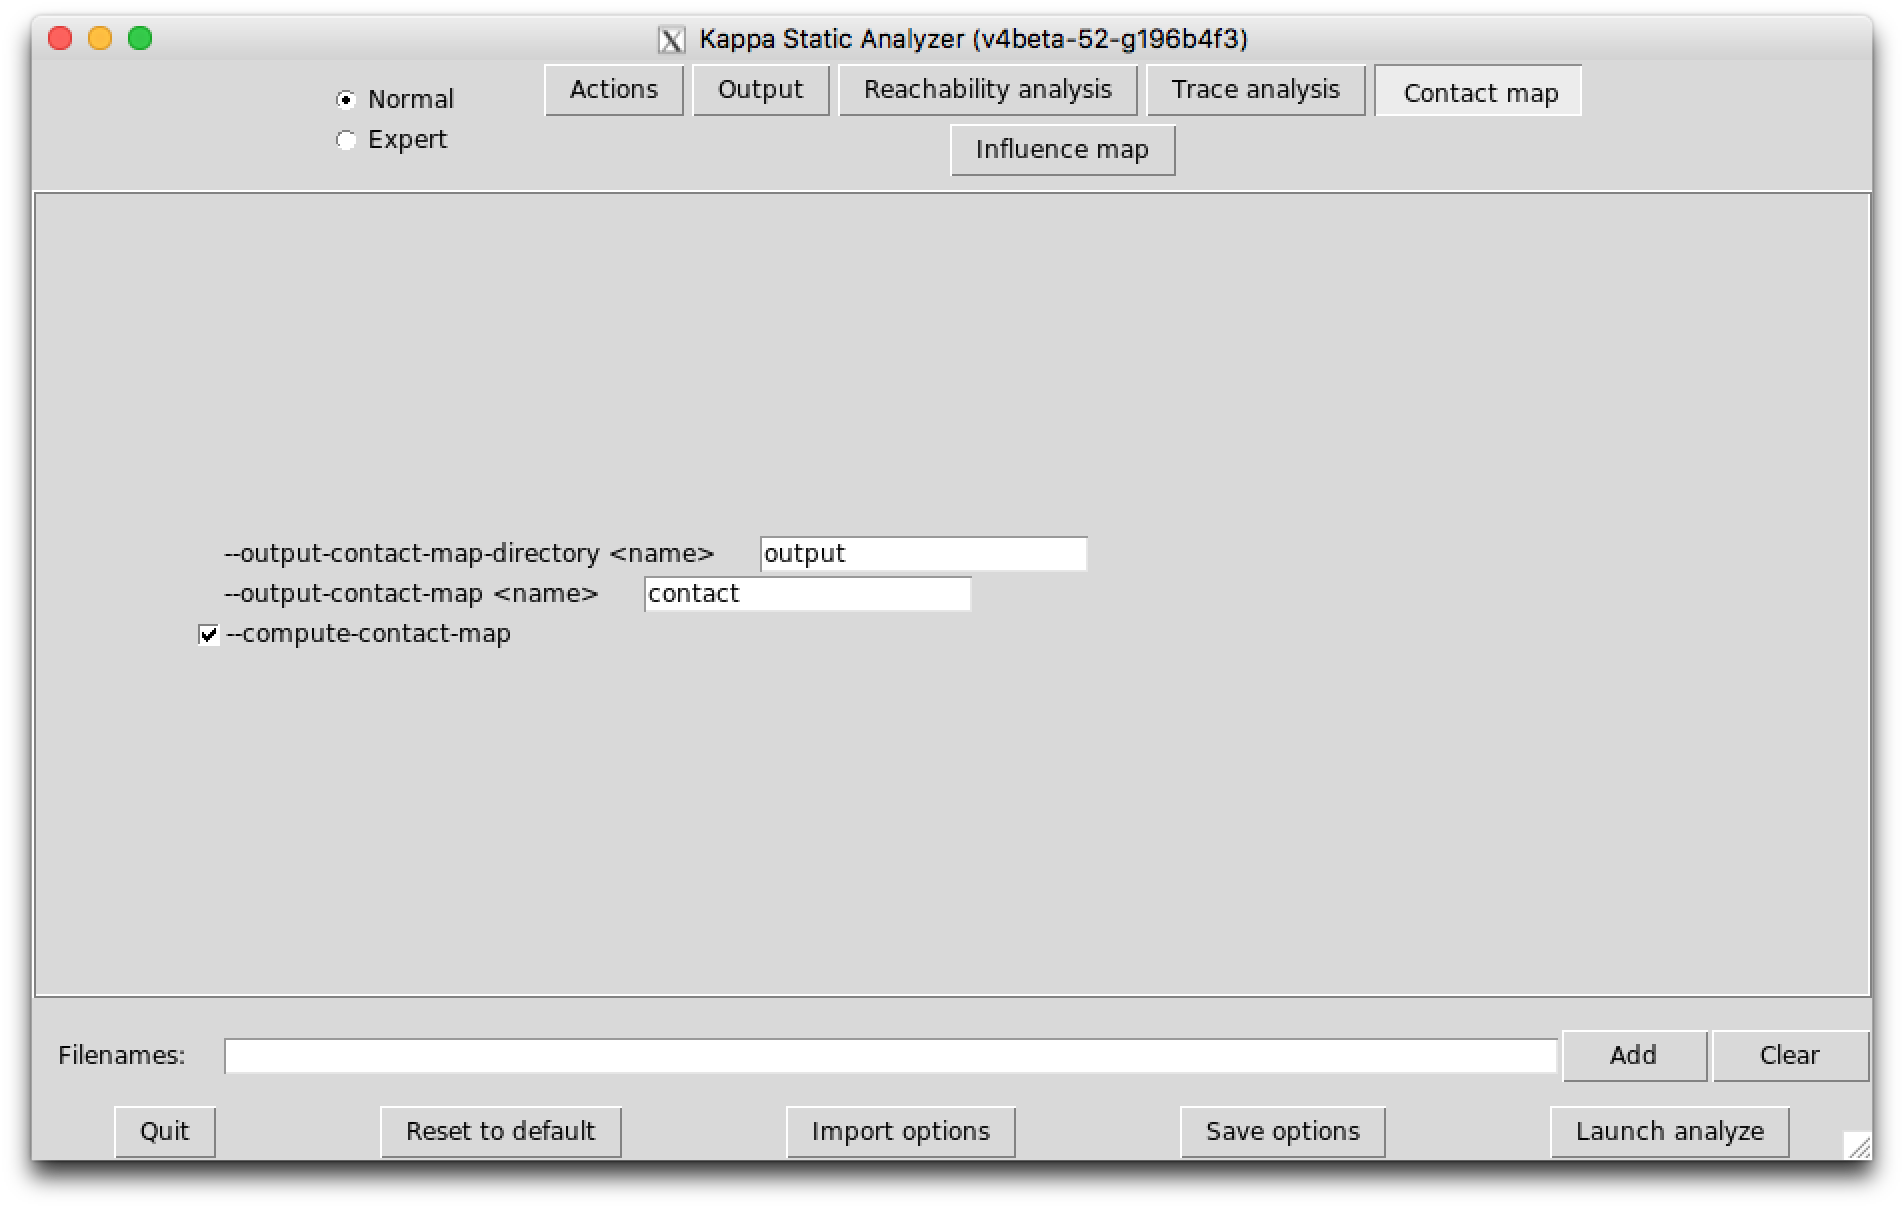 Kappa Static Analyzer (v4beta-52-g196b4f3)
Normal
Expert
Actions Output Reachability analysis Trace analysis Contact map
Influence map
--output-contact-map-directory <name> output
--output-contact-map <name> contact
--compute-contact-map
Filenames: Add Clear
Quit Reset to default Import options Save options Launch analyze